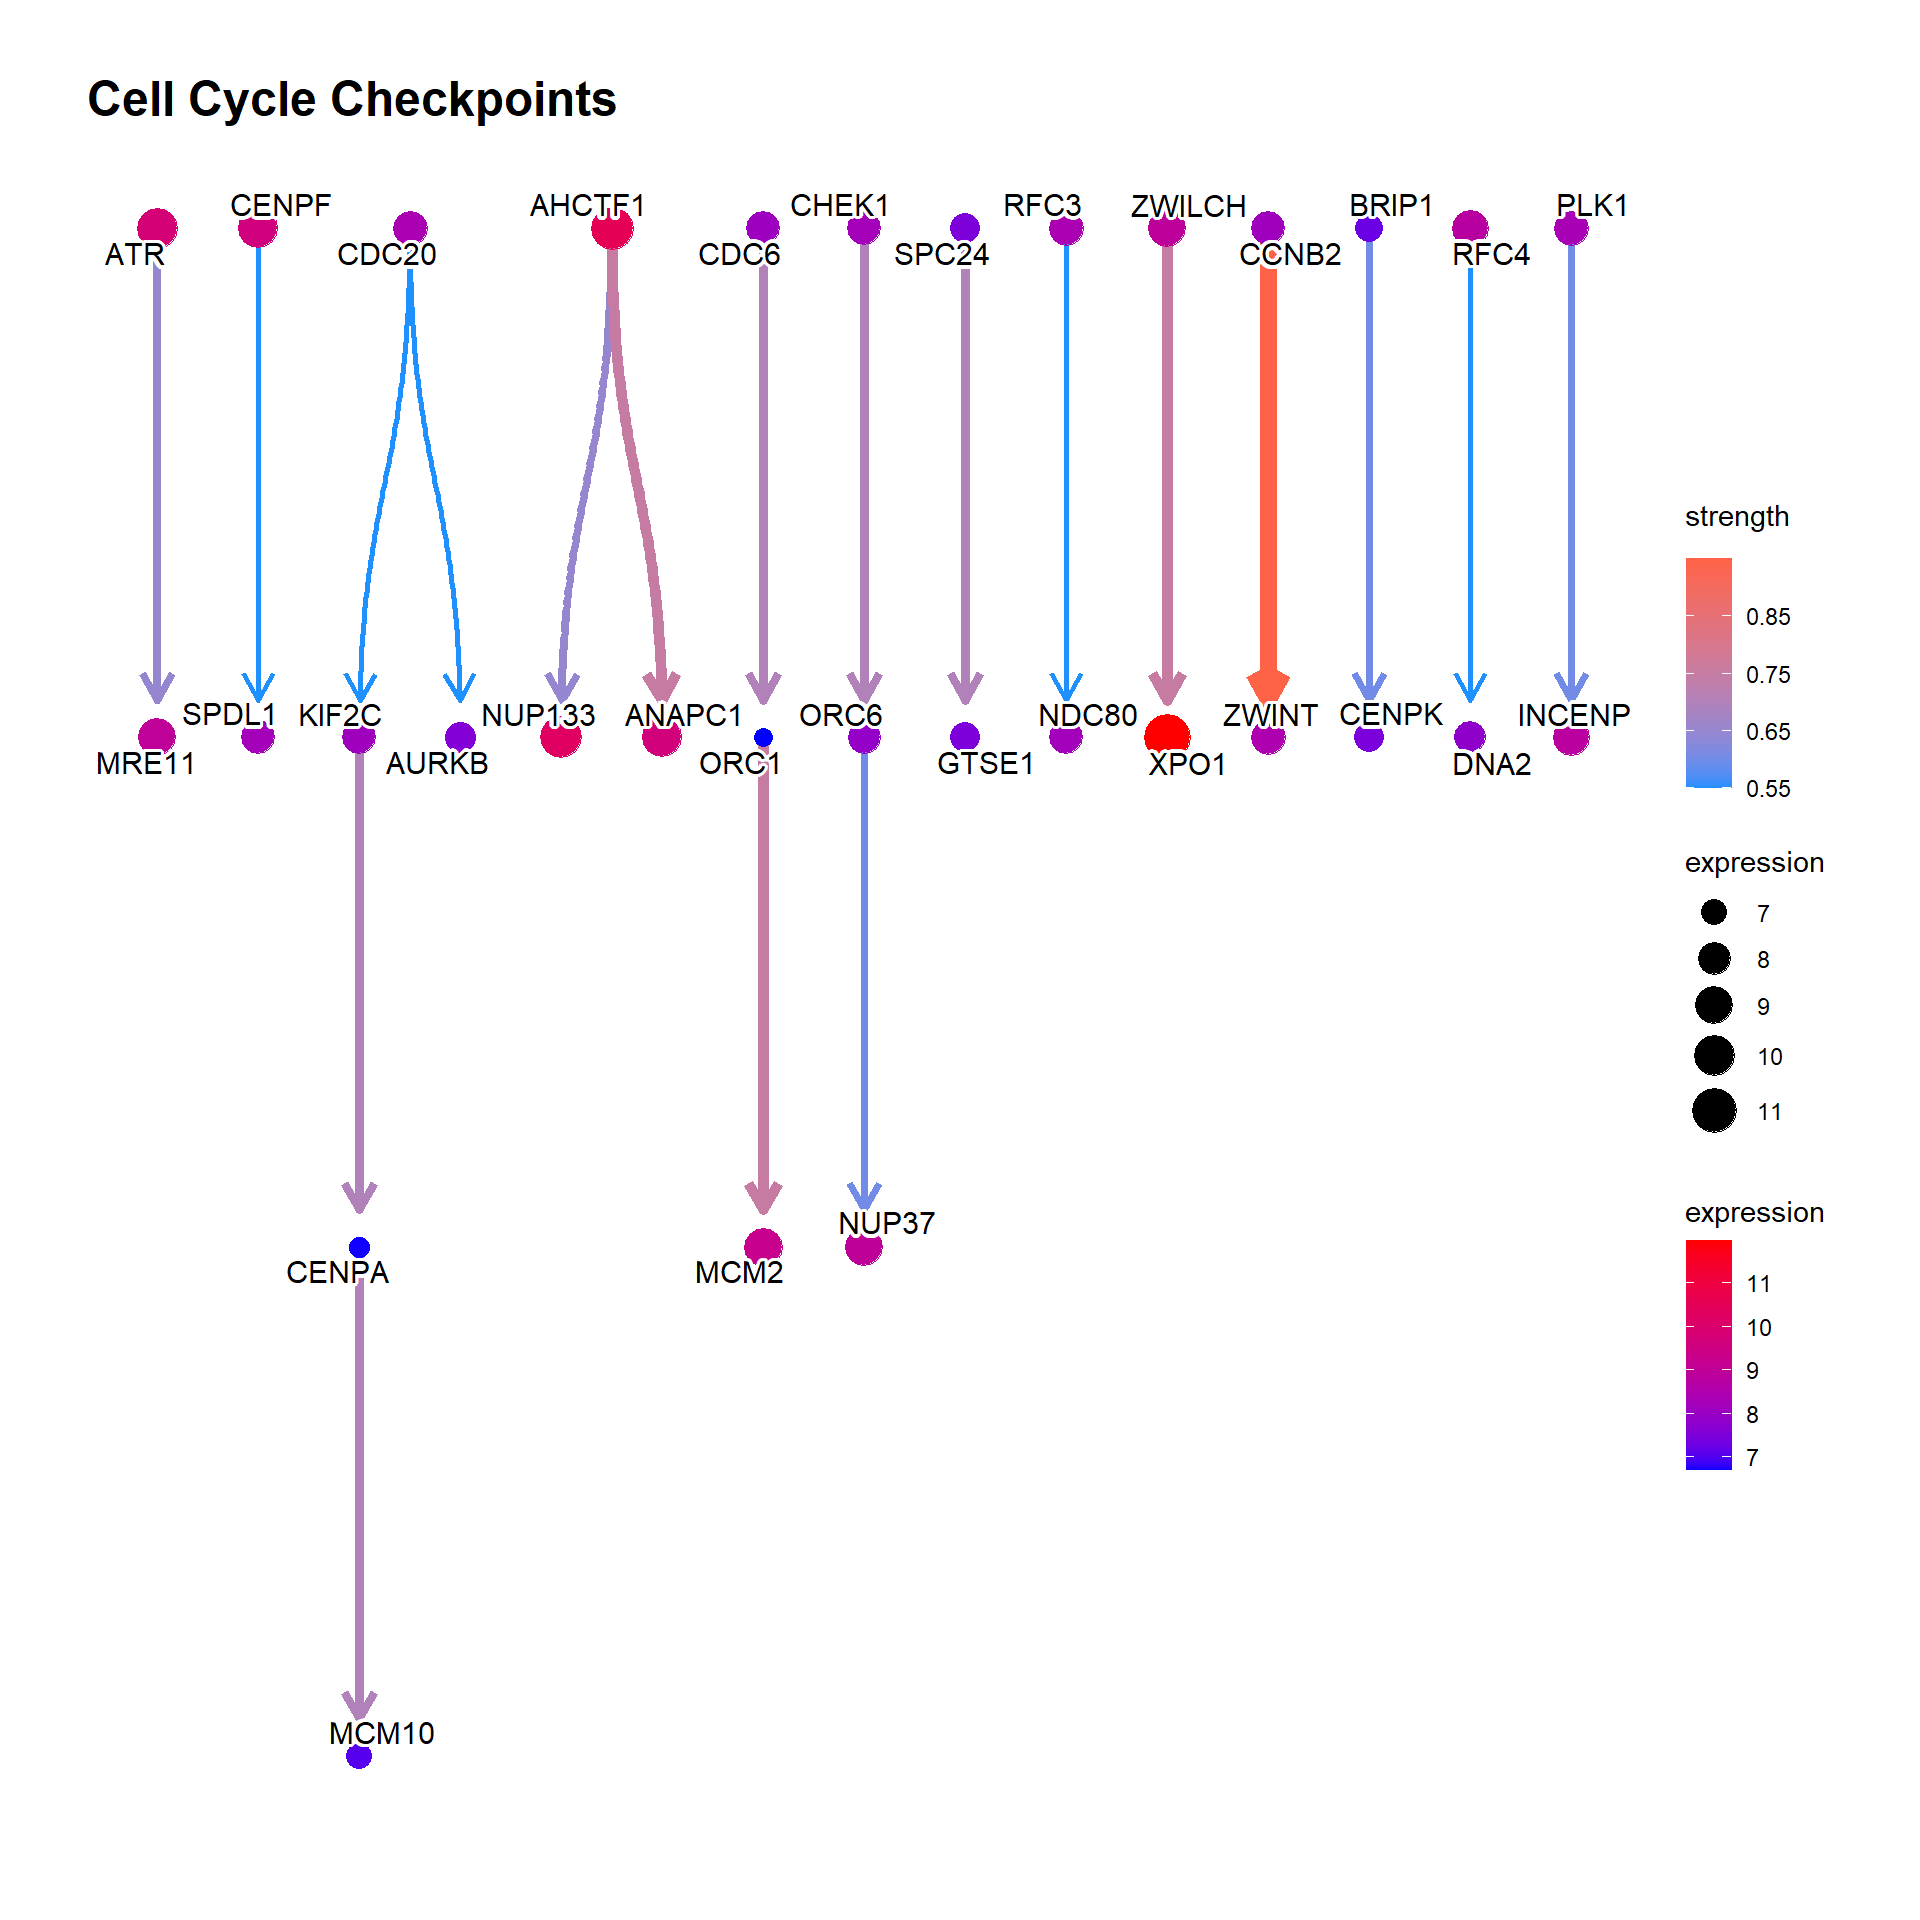 Cell Cycle Checkpoints
CENPF AHCTF1 CHEK1 RFC3 ZWILCH BRIP1 PLK1
ATR CDC20 CDC6 SPC24 CCNB2 RFC4
strength
0.85
0.75
0.65
0.55
SPDL1 KIF2C NUP133 ANAPC1 ORC6 NDC80 ZWINT CENPK INCENP
MRE11 AURKB ORC1 GTSE1 XPO1 DNA2
expression
7
8
9
10
11
NUP37
CENPA MCM2
expression
11
10
9
8
7
MCM10